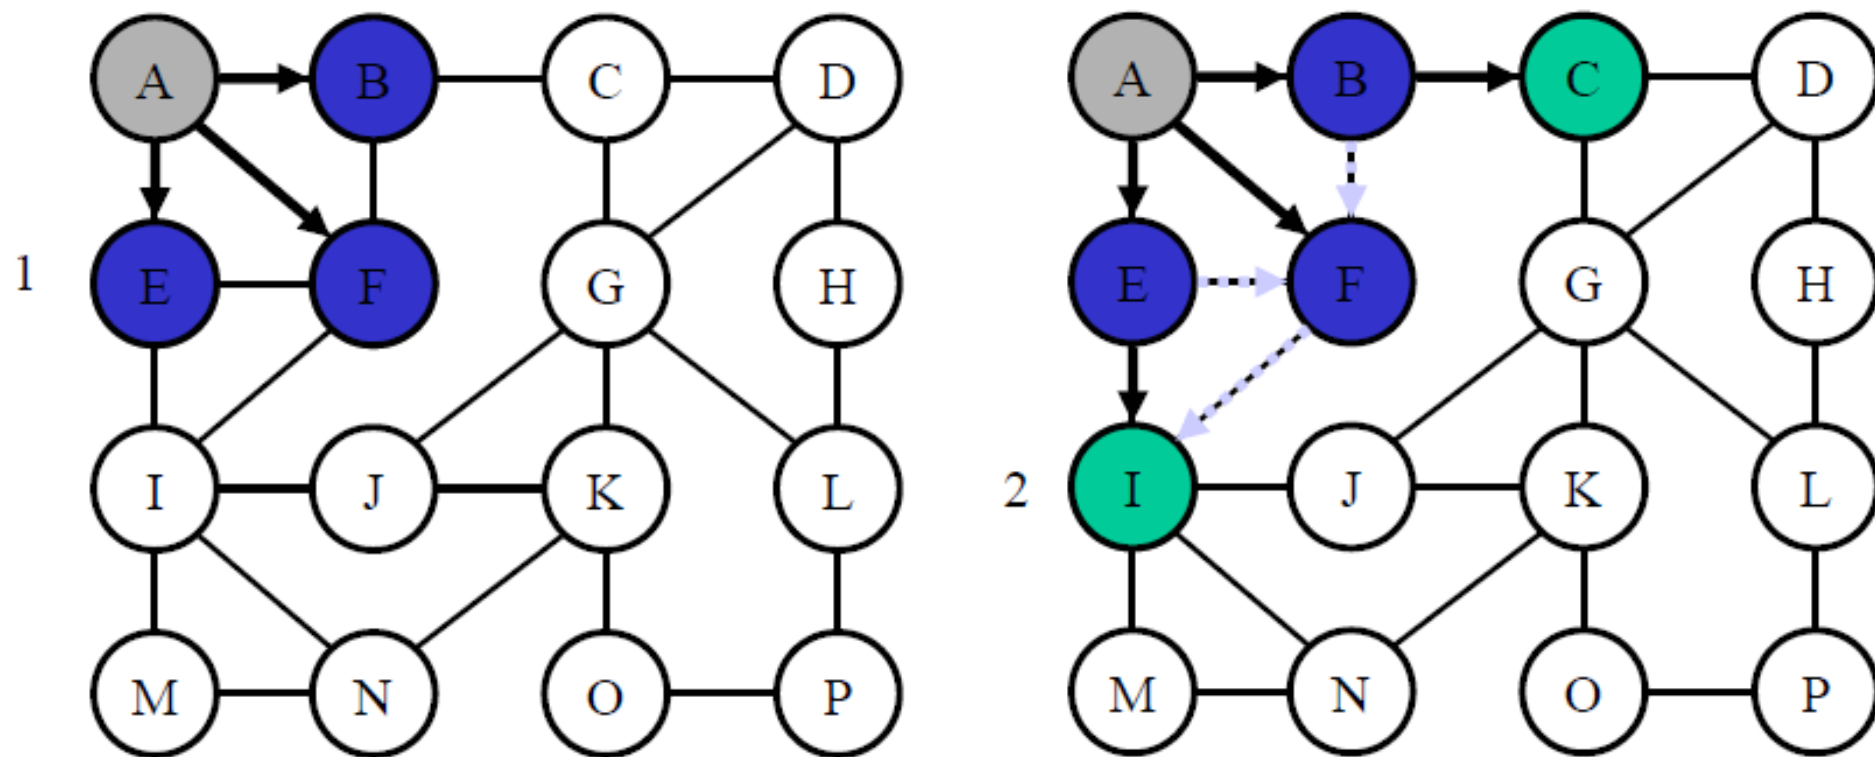 A B C D
1 E F G H
I J K L
M N O P
A B C D
E F G H
2 I J K L
M N O P